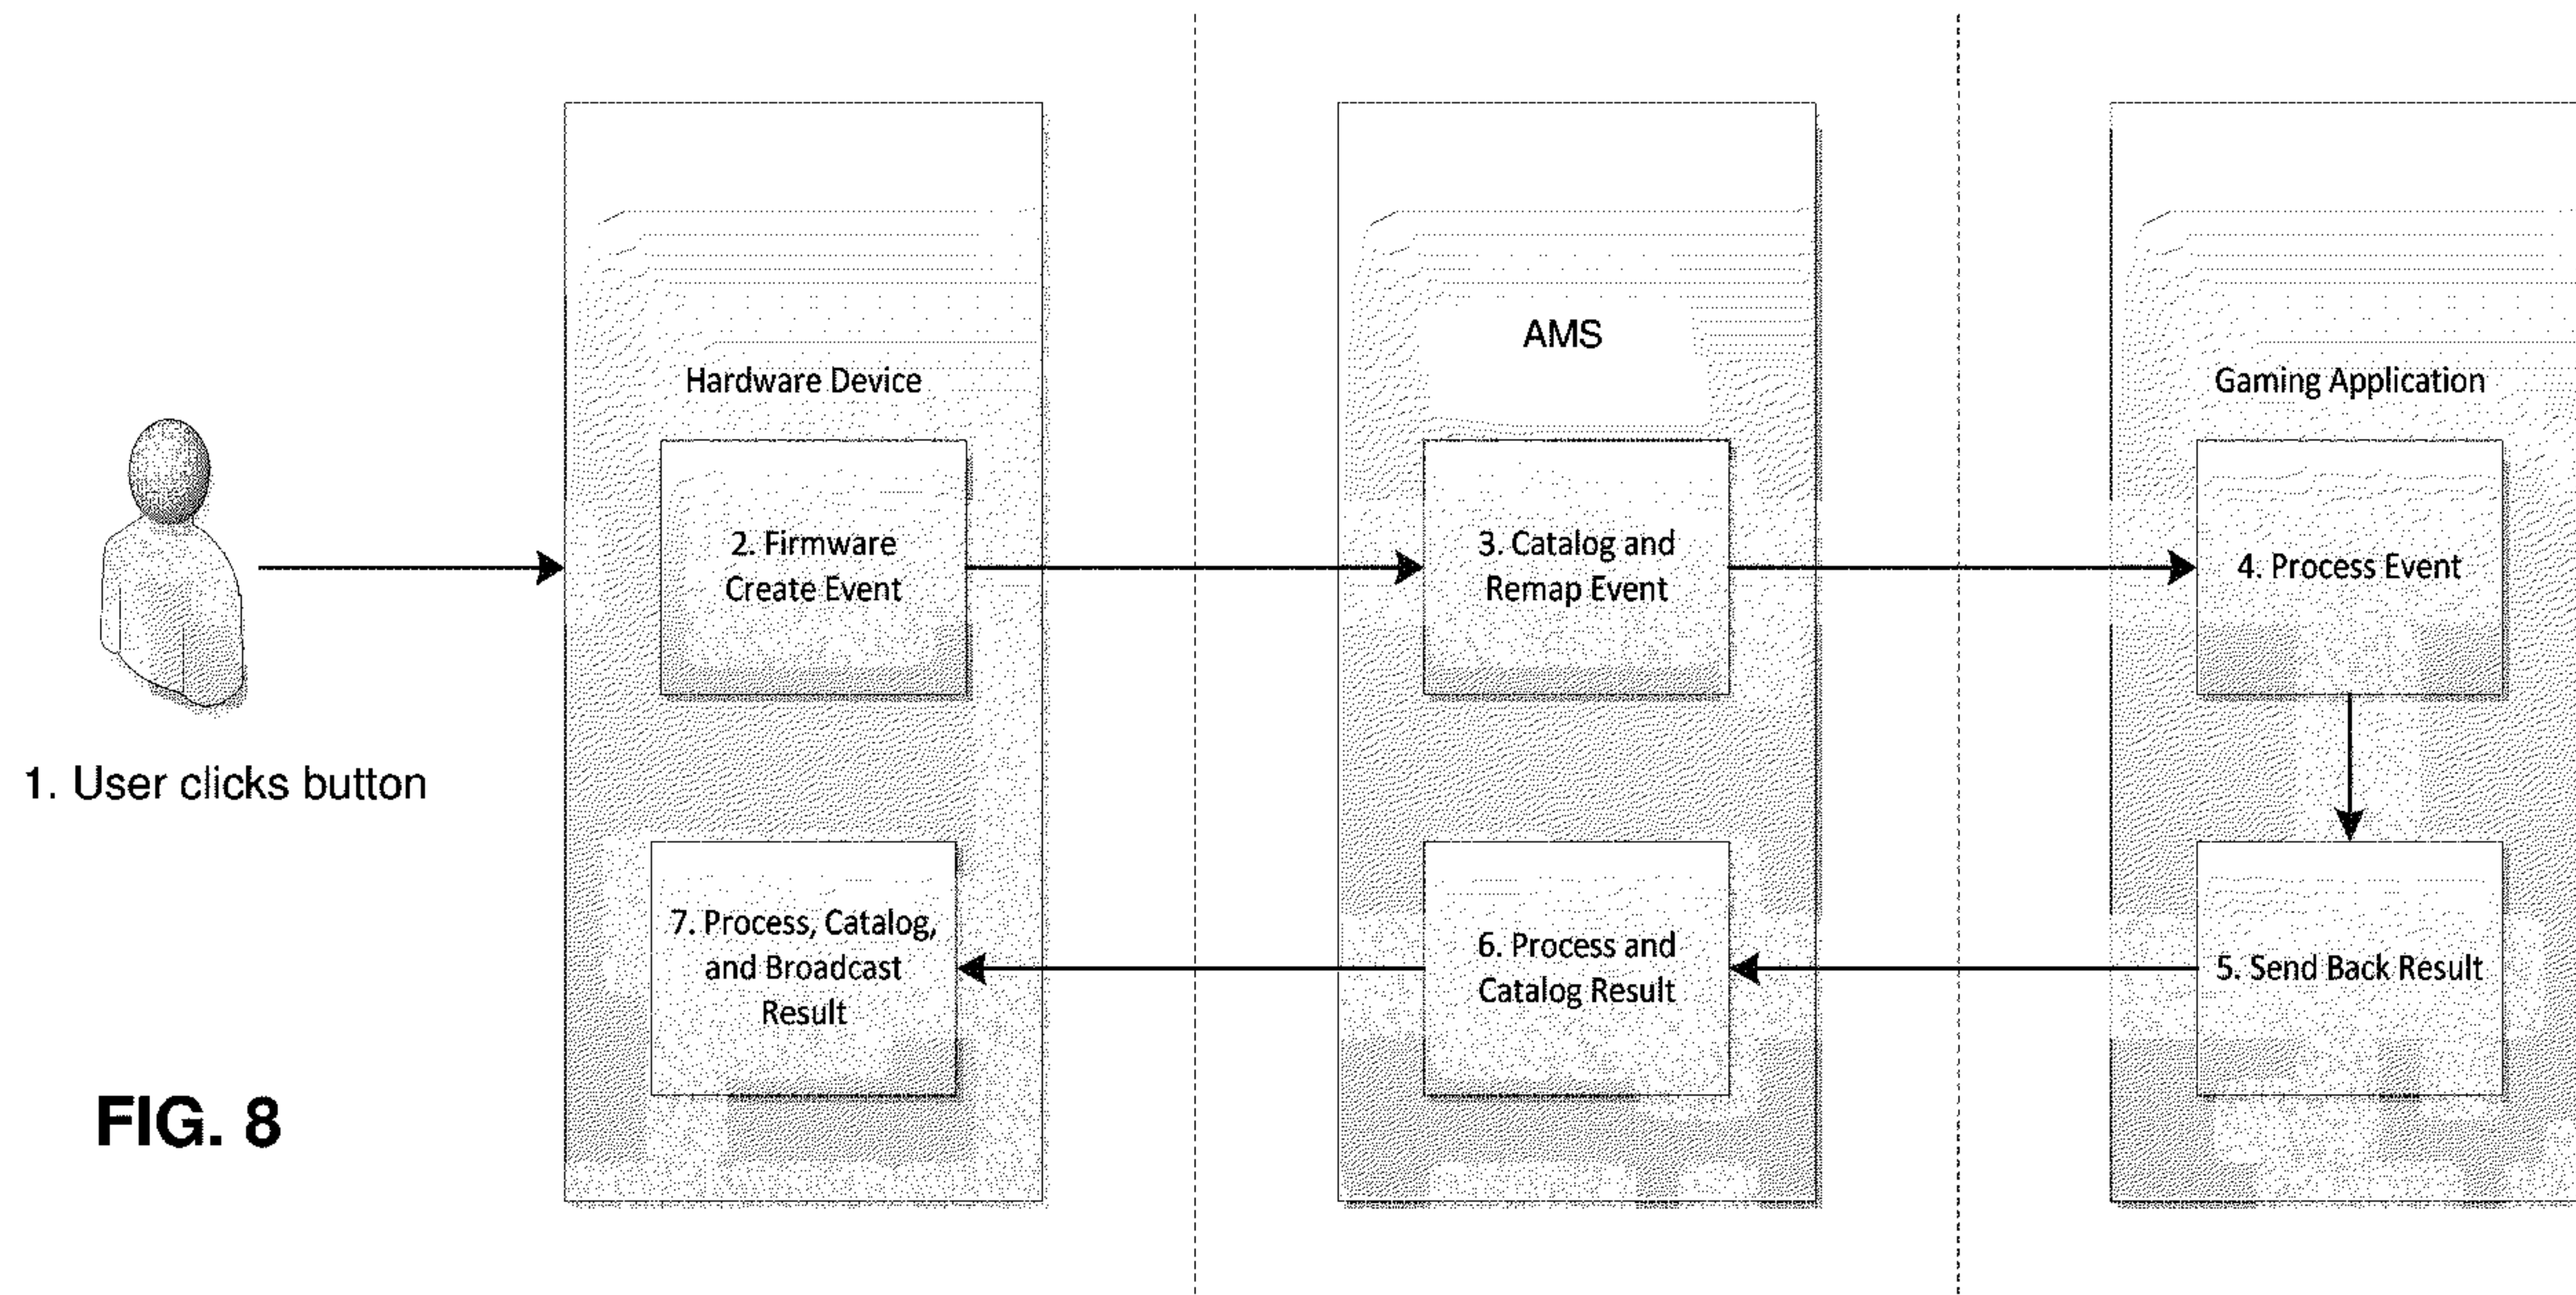 AMS
Hardware Device
Gaming Application
2. Firmware
Create Event
3. Catalog and
Remap Event
4. Process Event
1. User clicks button
7. Process, Catalog,
and Broadcast
Result
6. Process and
Catalog Result
5. Send Back Result
FIG. 8